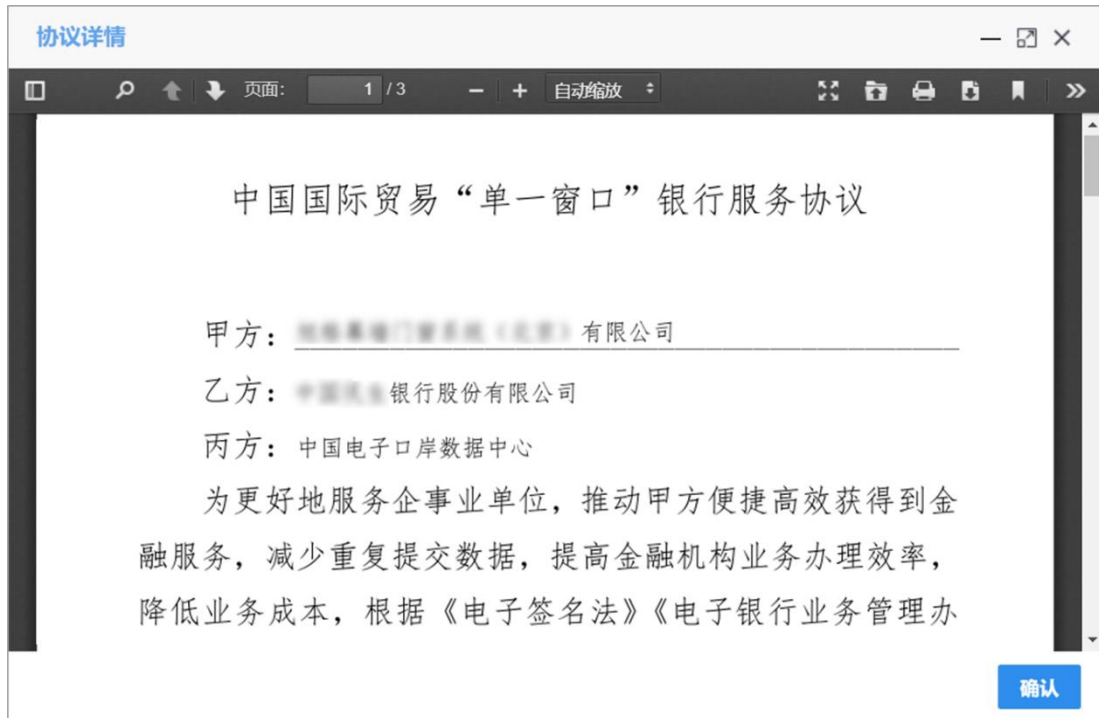 协议详情
页面: 1 / 3 自动缩放
中国国际贸易“单一窗口”银行服务协议
甲方: 有限公司
乙方: 银行股份有限公司
丙方: 中国电子口岸数据中心
为更好地服务企事业单位，推动甲方便捷高效获得到金
融服务，减少重复提交数据，提高金融机构业务办理效率，
降低业务成本，根据《电子签名法》《电子银行业务管理办
确认